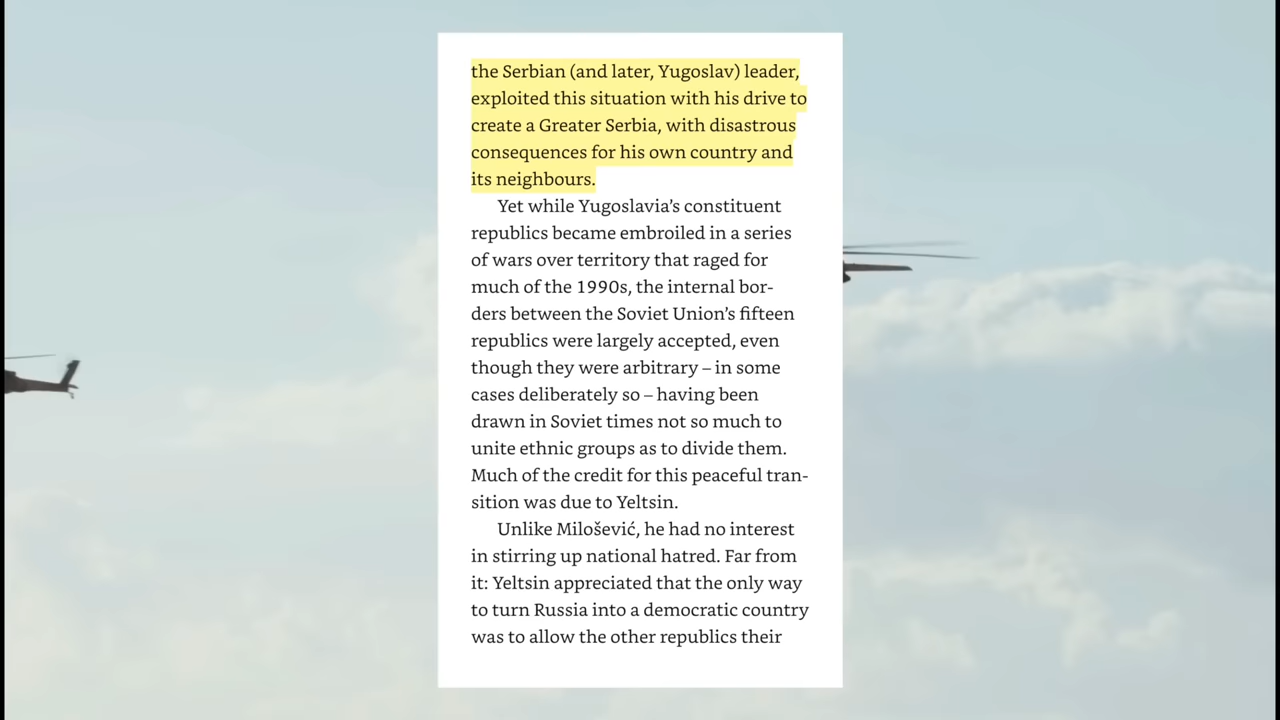 the Serbian (and later, Yugoslav) leader,
exploited this situation with his drive to
create a Greater Serbia, with disastrous
consequences for his own country and
its neighbours.
Yet while Yugoslavia's constituent
republics became embroiled in a series
of wars over territory that raged for
much of the 1990s, the internal bor-
ders between the Soviet Union's fifteen
republics were largely accepted, even
though they were arbitrary – in some
cases deliberately so – having been
drawn in Soviet times not so much to
unite ethnic groups as to divide them.
Much of the credit for this peaceful tran-
sition was due to Yeltsin.
Unlike Milošević, he had no interest
in stirring up national hatred. Far from
it: Yeltsin appreciated that the only way
to turn Russia into a democratic country
was to allow the other republics their